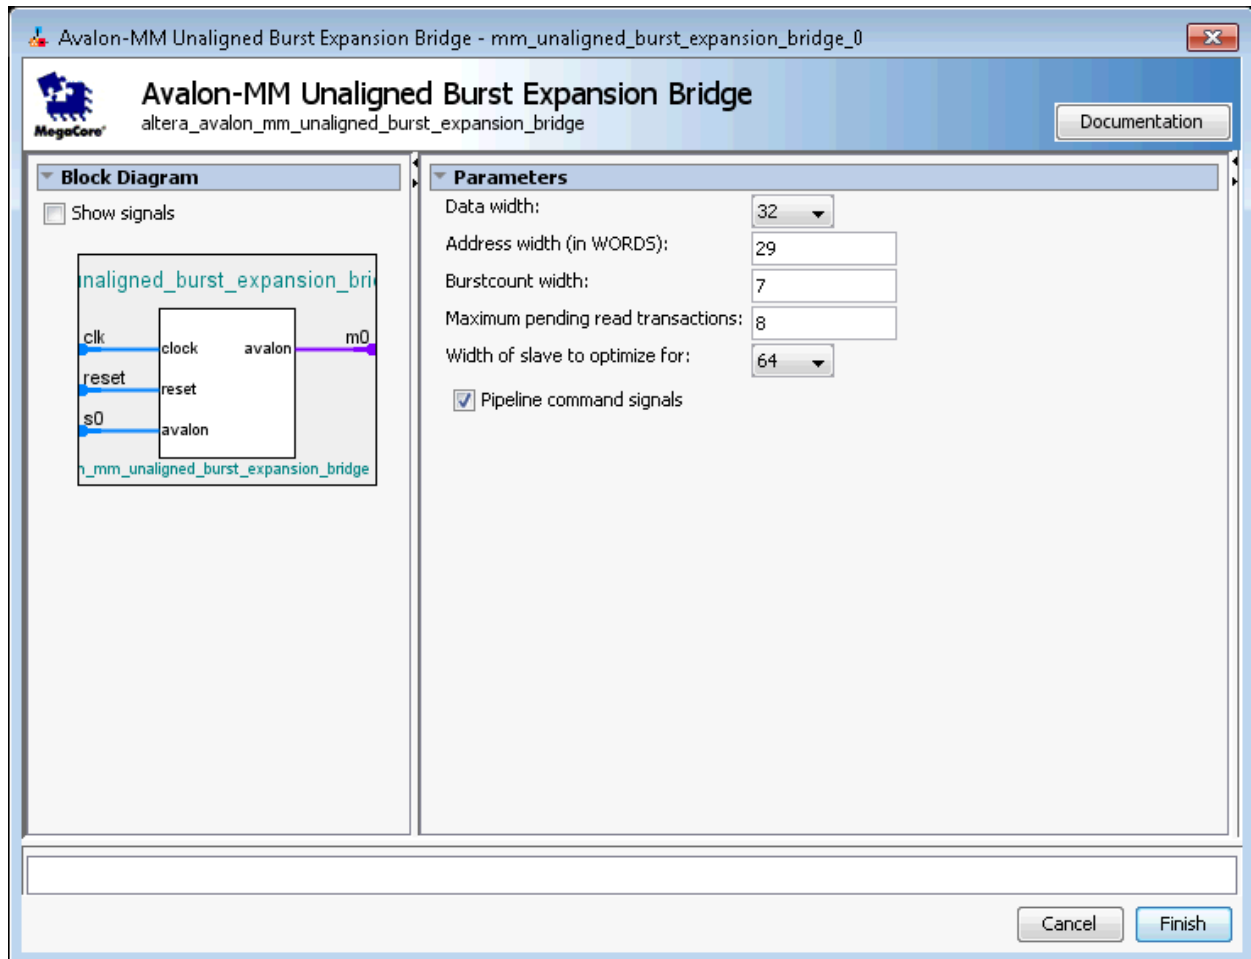 Avalon-MM Unaligned Burst Expansion Bridge - mm_unaligned_burst_expansion_bridge_0
MegaCore®
Avalon-MM Unaligned Burst Expansion Bridge
altera_avalon_mm_unaligned_burst_expansion_bridge
Documentation
Block Diagram
Show signals
unaligned_burst_expansion_bri
clk
clock
avalon
m0
reset
reset
s0
avalon
n_mm_unaligned_burst_expansion_bridge
Parameters
Data width: 32
Address width (in WORDS): 29
Burstcount width: 7
Maximum pending read transactions: 8
Width of slave to optimize for: 64
Pipeline command signals
Cancel
Finish